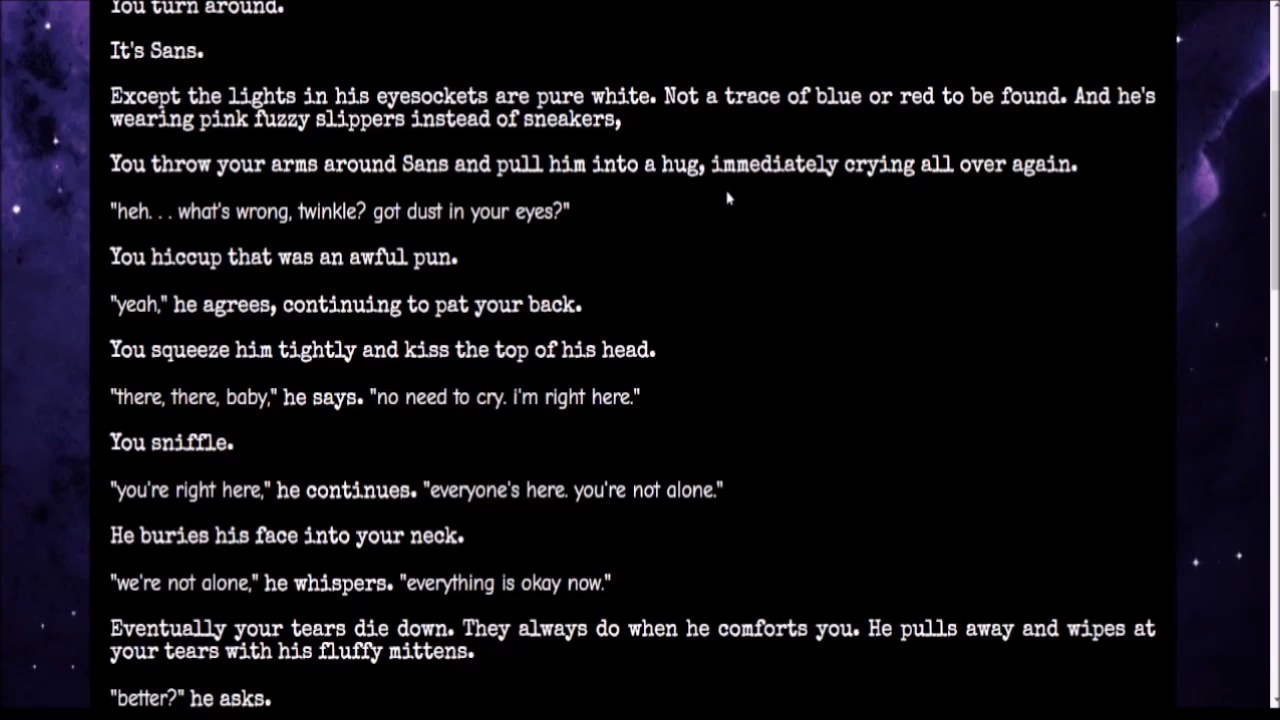 You turn around.
It's Sans.
Except the lights in his eyesockets are pure white. Not a trace of blue or red to be found. And he's
wearing pink fuzzy slippers instead of sneakers,
You throw your arms around Sans and pull him into a hug, immediately crying all over again.
"heh. . . what's wrong, twinkle? got dust in your eyes?"
You hiccup that was an awful pun.
"yeah," he agrees, continuing to pat your back.
You squeeze him tightly and kiss the top of his head.
"there, there, baby," he says. "no need to cry. i'm right here."
You sniffle.
"you're right here," he continues. "everyone's here. you're not alone."
He buries his face into your neck.
"we're not alone," he whispers. "everything is okay now."
Eventually your tears die down. They always do when he comforts you. He pulls away and wipes at
your tears with his fluffy mittens.
"better?" he asks.